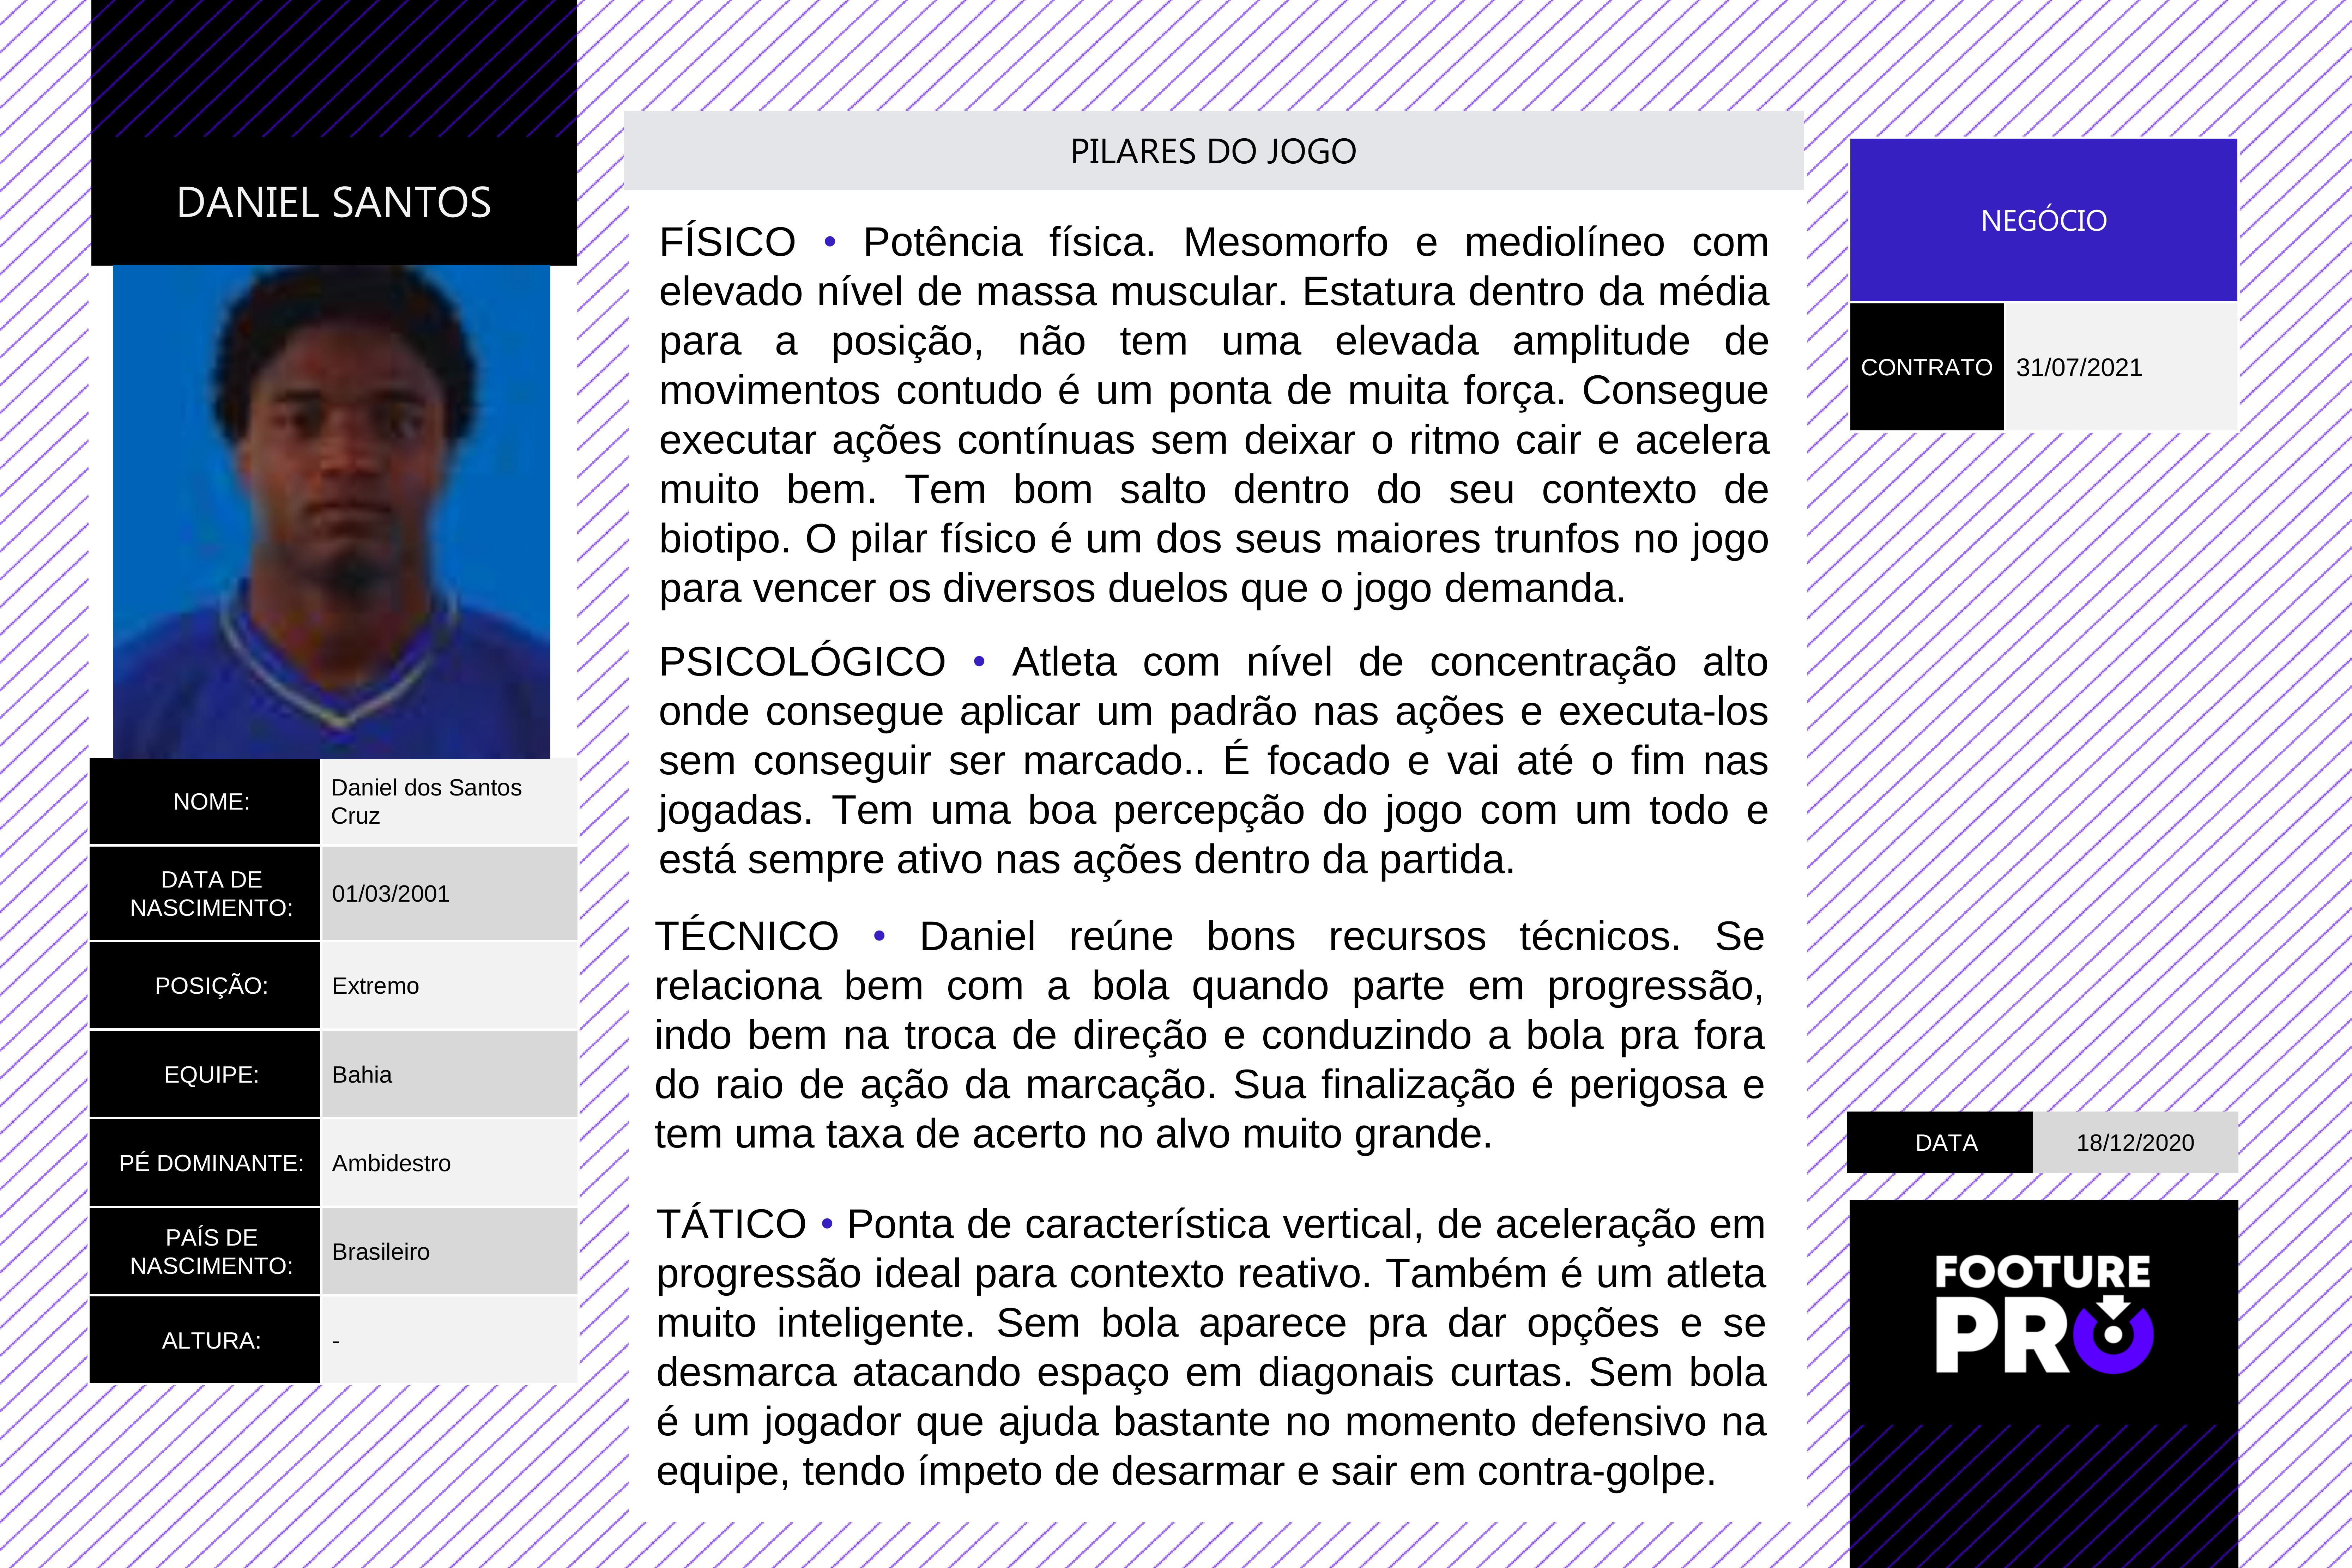 DANIEL SANTOS
NOME:
Daniel dos Santos
Cruz
DATA DE
NASCIMENTO:
01/03/2001
POSIÇÃO:
Extremo
EQUIPE:
Bahia
PÉ DOMINANTE:
Ambidestro
PAÍS DE
NASCIMENTO:
Brasileiro
ALTURA:
-
PILARES DO JOGO
FÍSICO • Potência física. Mesomorfo e mediolíneo com
elevado nível de massa muscular. Estatura dentro da média
para a posição, não tem uma elevada amplitude de
movimentos contudo é um ponta de muita força. Consegue
executar ações contínuas sem deixar o ritmo cair e acelera
muito bem. Tem bom salto dentro do seu contexto de
biotipo. O pilar físico é um dos seus maiores trunfos no jogo
para vencer os diversos duelos que o jogo demanda.
PSICOLÓGICO • Atleta com nível de concentração alto
onde consegue aplicar um padrão nas ações e executa-los
sem conseguir ser marcado.. É focado e vai até o fim nas
jogadas. Tem uma boa percepção do jogo com um todo e
está sempre ativo nas ações dentro da partida.
TÉCNICO • Daniel reúne bons recursos técnicos. Se
relaciona bem com a bola quando parte em progressão,
indo bem na troca de direção e conduzindo a bola pra fora
do raio de ação da marcação. Sua finalização é perigosa e
tem uma taxa de acerto no alvo muito grande.
TÁTICO • Ponta de característica vertical, de aceleração em
progressão ideal para contexto reativo. Também é um atleta
muito inteligente. Sem bola aparece pra dar opções e se
desmarca atacando espaço em diagonais curtas. Sem bola
é um jogador que ajuda bastante no momento defensivo na
equipe, tendo ímpeto de desarmar e sair em contra-golpe.
NEGÓCIO
CONTRATO
31/07/2021
DATA
18/12/2020
FOOTURE
PRO